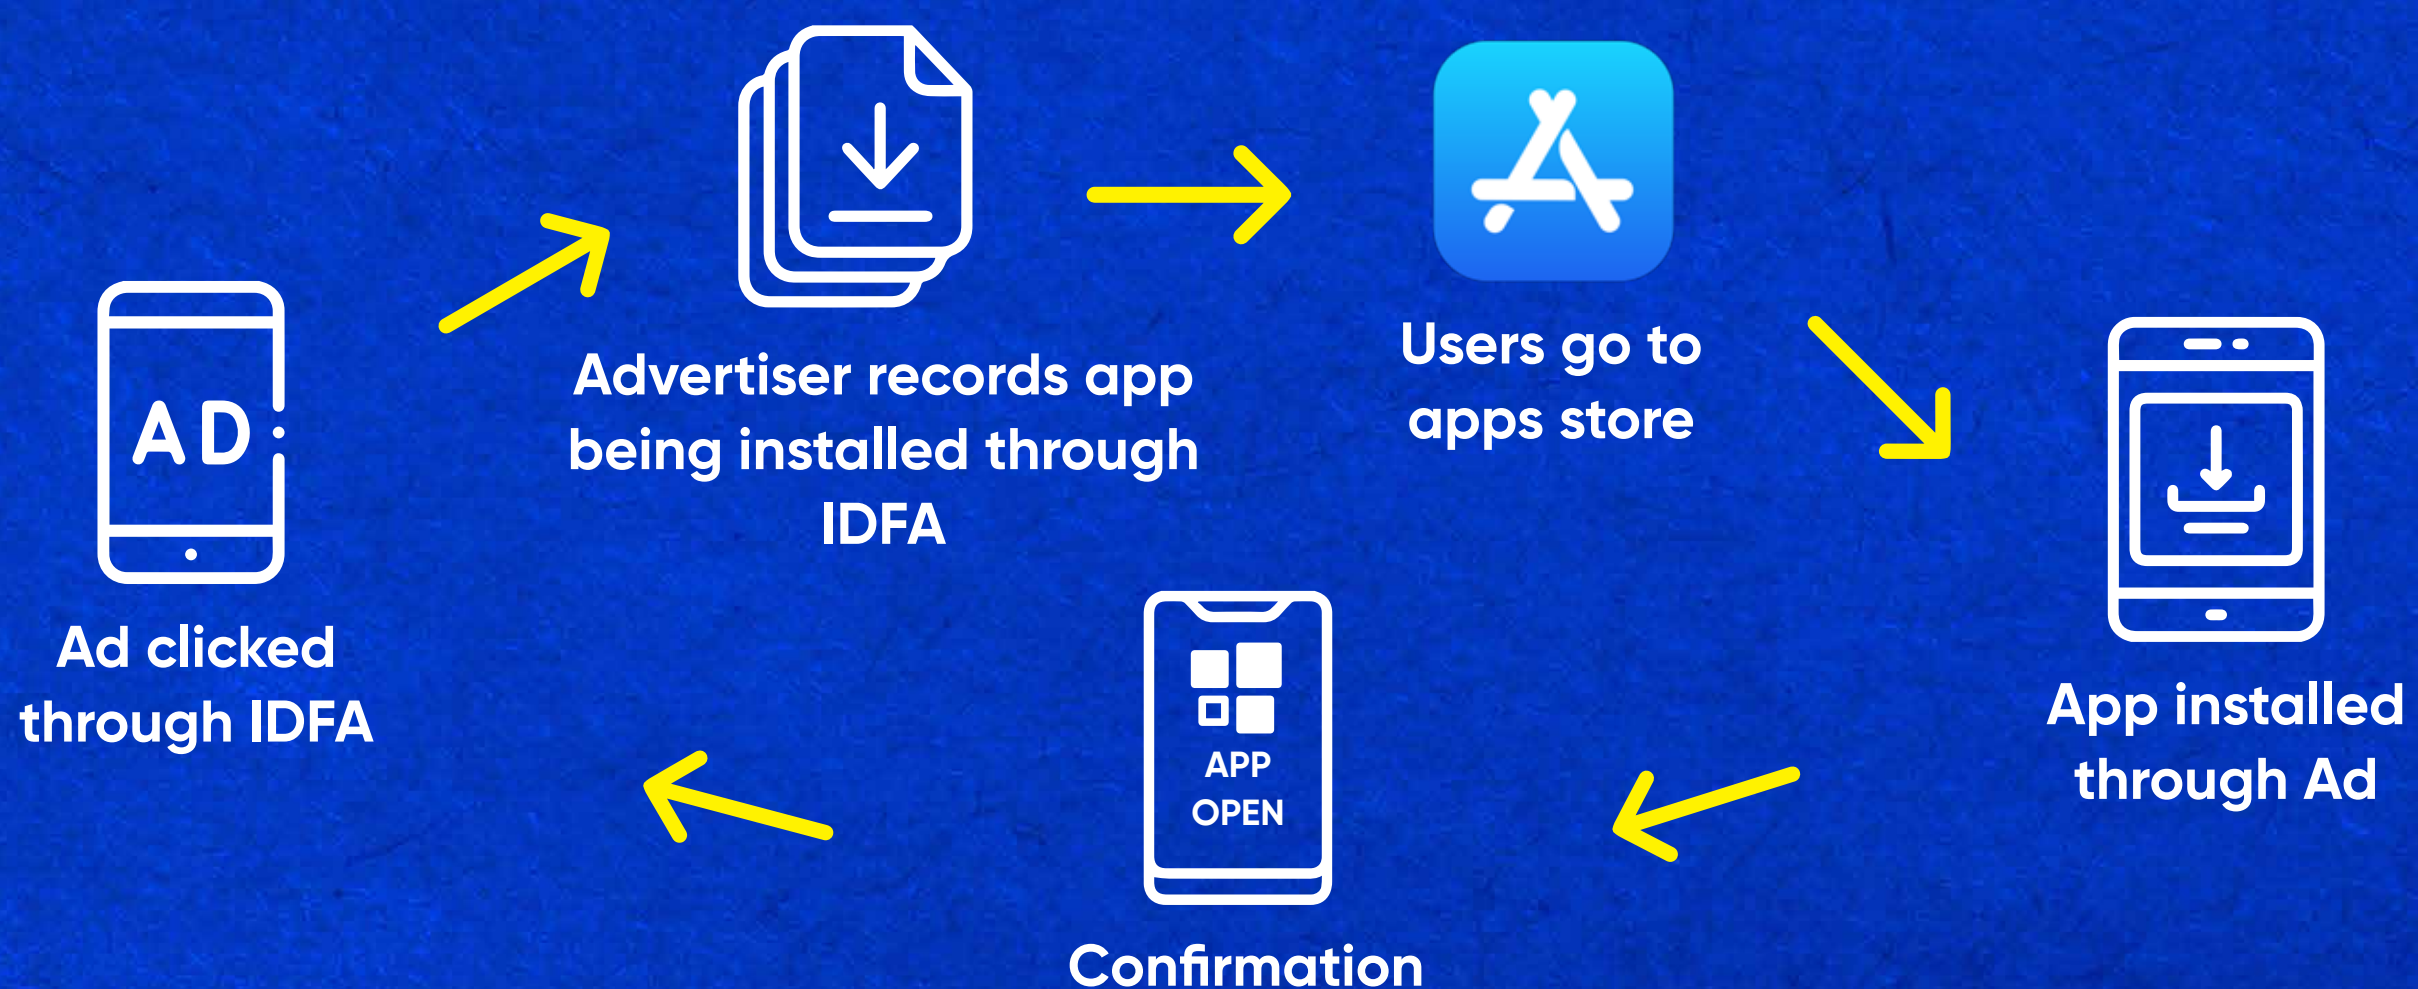 AD
Ad clicked
through IDFA
Advertiser records app
being installed through
IDFA
Users go to
apps store
App installed
through Ad
APP
OPEN
Confirmation